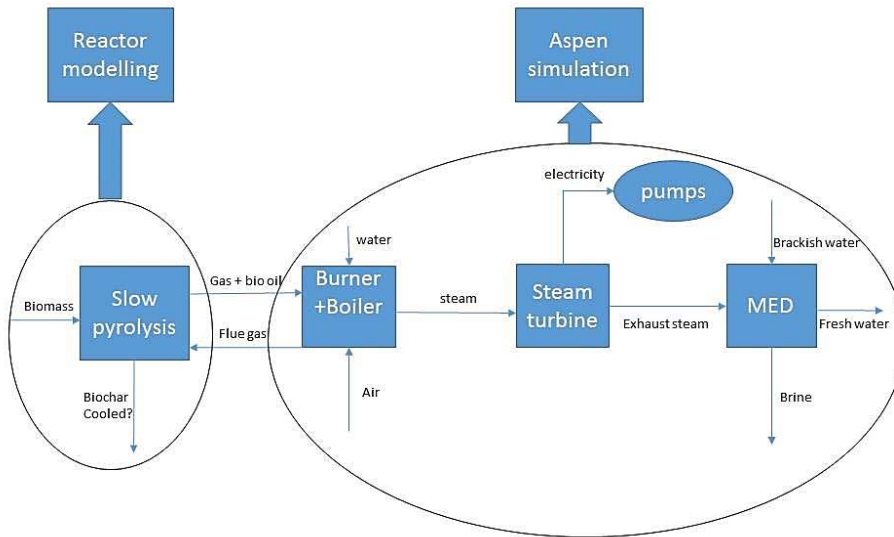 Reactor
modelling
Aspen
simulation
electricity
pumps
water
Brackish water
Biomass
Slow
pyrolysis
Gas + bio oil
Flue gas
Burner
+Boiler
steam
Steam
turbine
Exhaust steam
MED
Fresh water
Biochar
Cooled?
Air
Brine